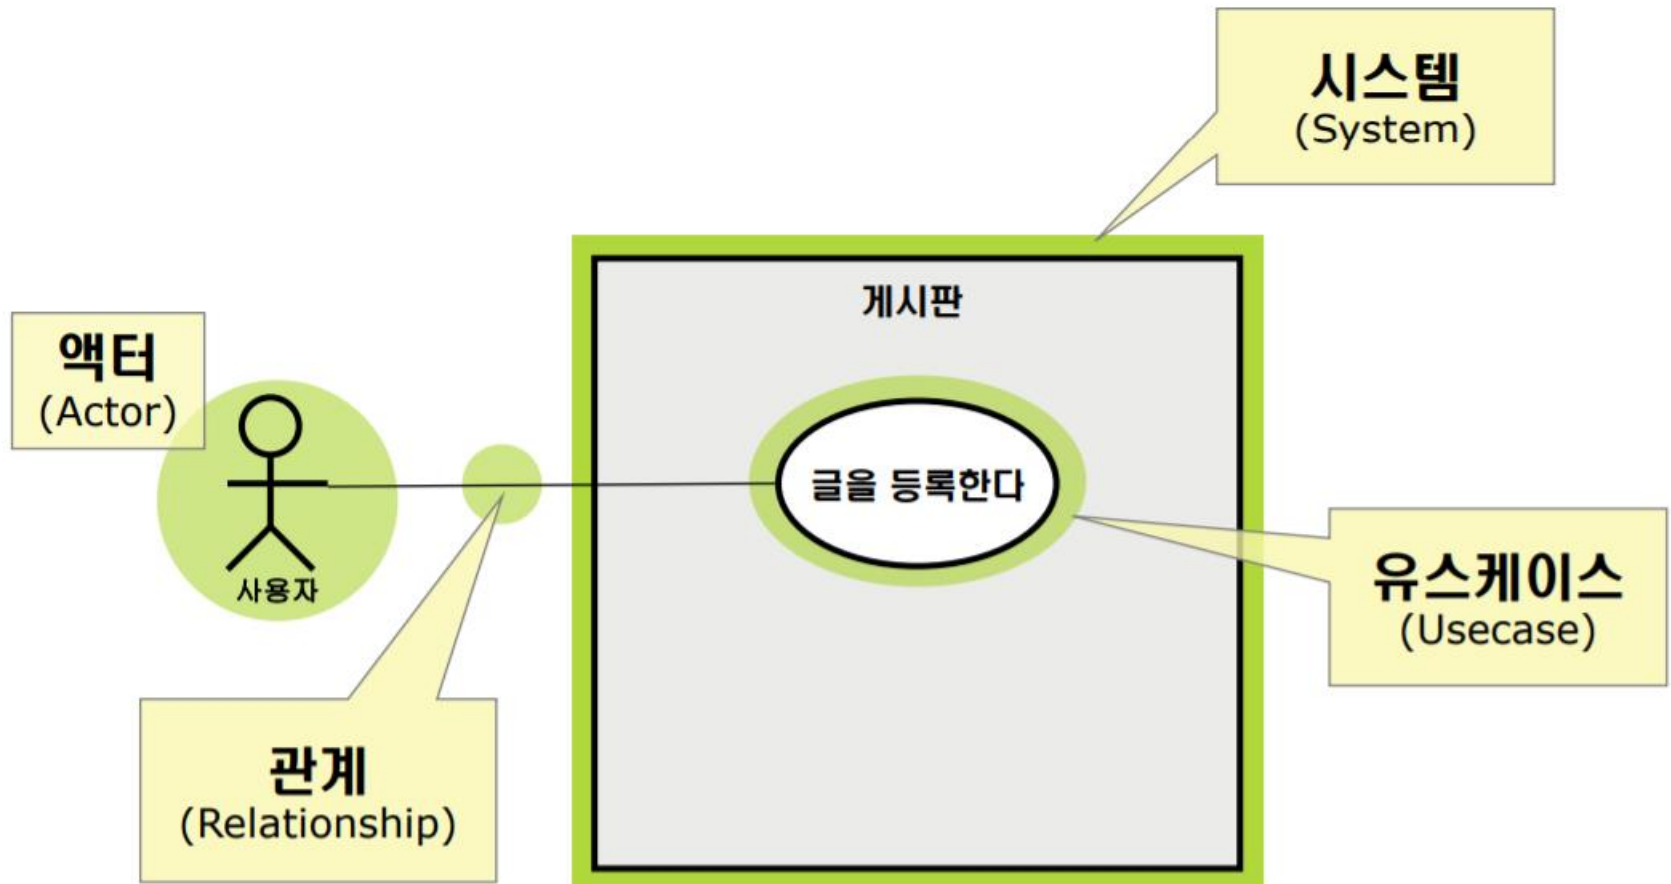 시스템
(System)
게시판
액터
(Actor)
글을 등록한다
사용자
유스케이스
(Usecase)
관계
(Relationship)